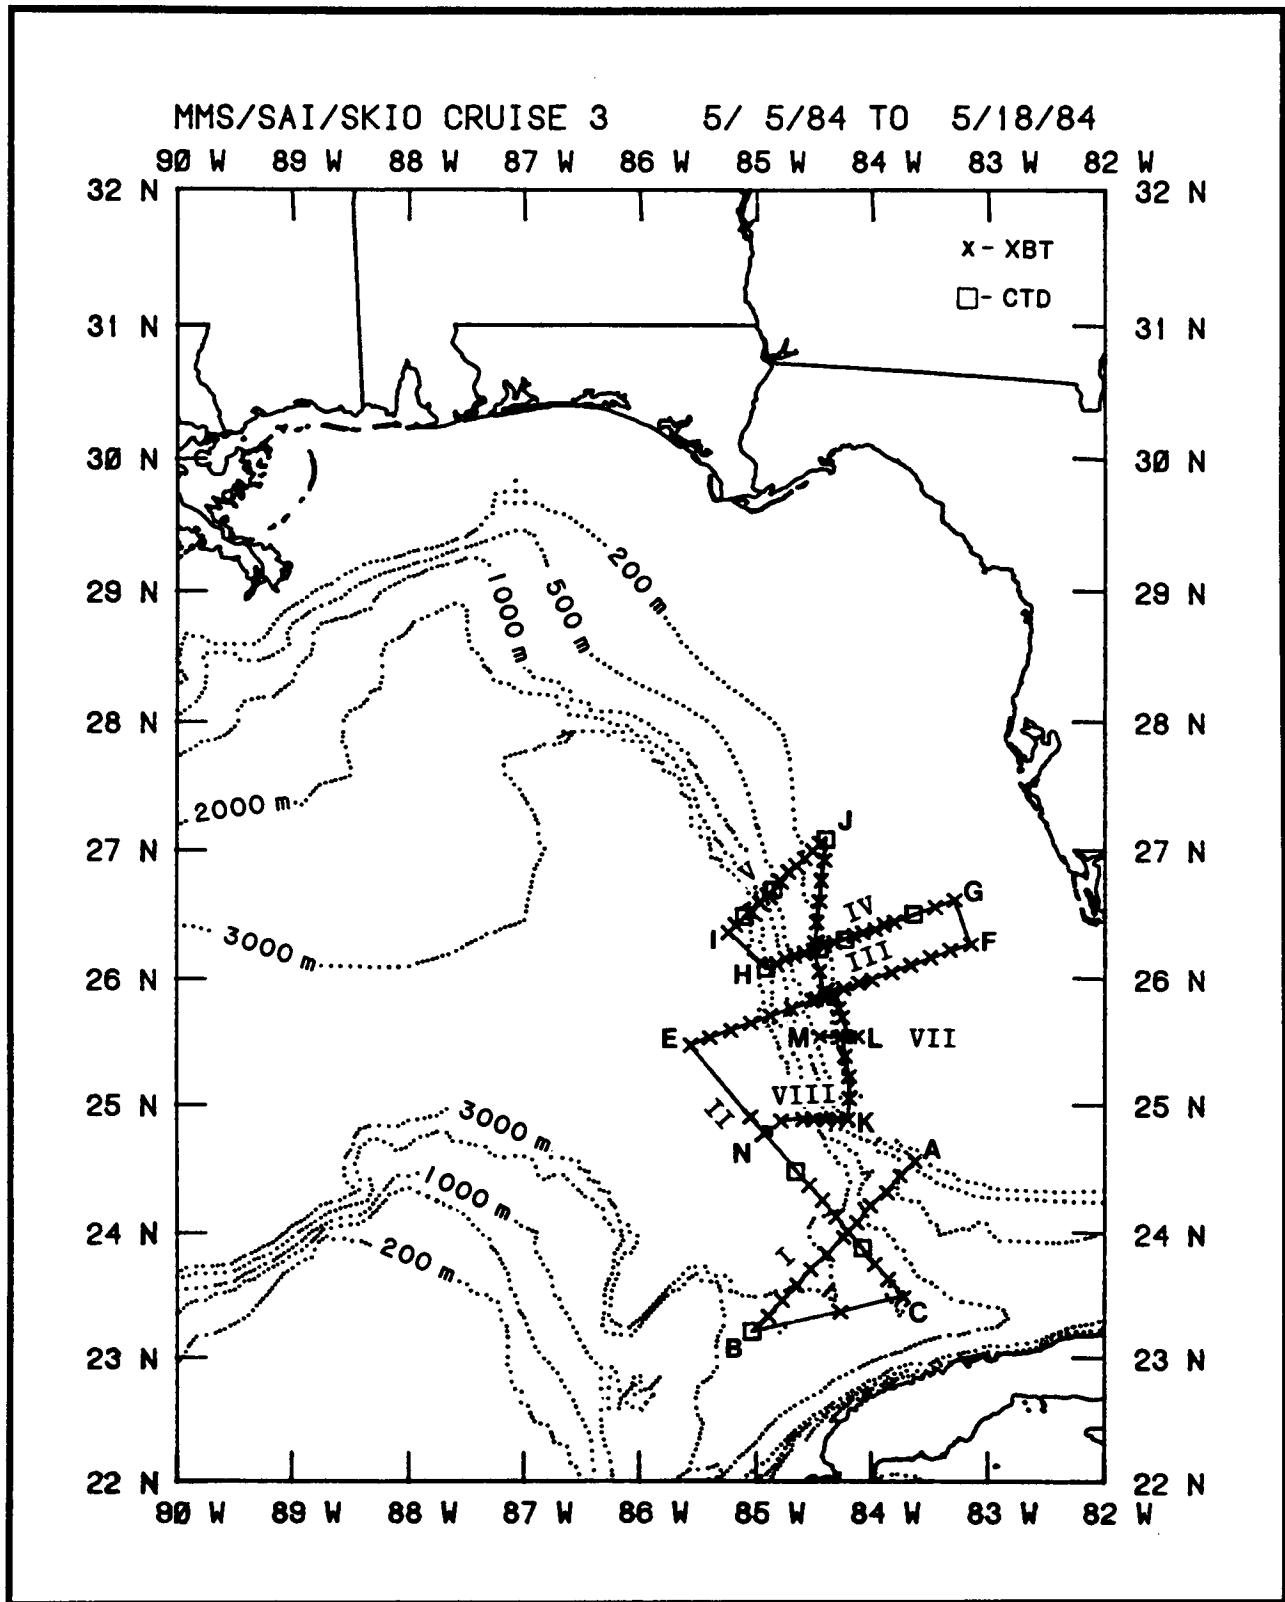 MMS/SAI/SKIO CRUISE 3 5/ 5/84 TO 5/18/84
90 W 89 W 88 W 87 W 86 W 85 W 84 W 83 W 82 W
32 N 32 N
x - XBT
□ - CTD
31 N 31 N
30 N 30 N
200 m
500 m
1000 m
29 N 29 N
28 N 28 N
2000 m
27 N J 27 N
V
IV G
I III F
3000 m
H
26 N 26 N
E M L VII
VIII
25 N 3000 m II K 25 N
N A
1000 m
24 N 24 N
200 m I
C
B
23 N 23 N
22 N 22 N
90 W 89 W 88 W 87 W 86 W 85 W 84 W 83 W 82 W